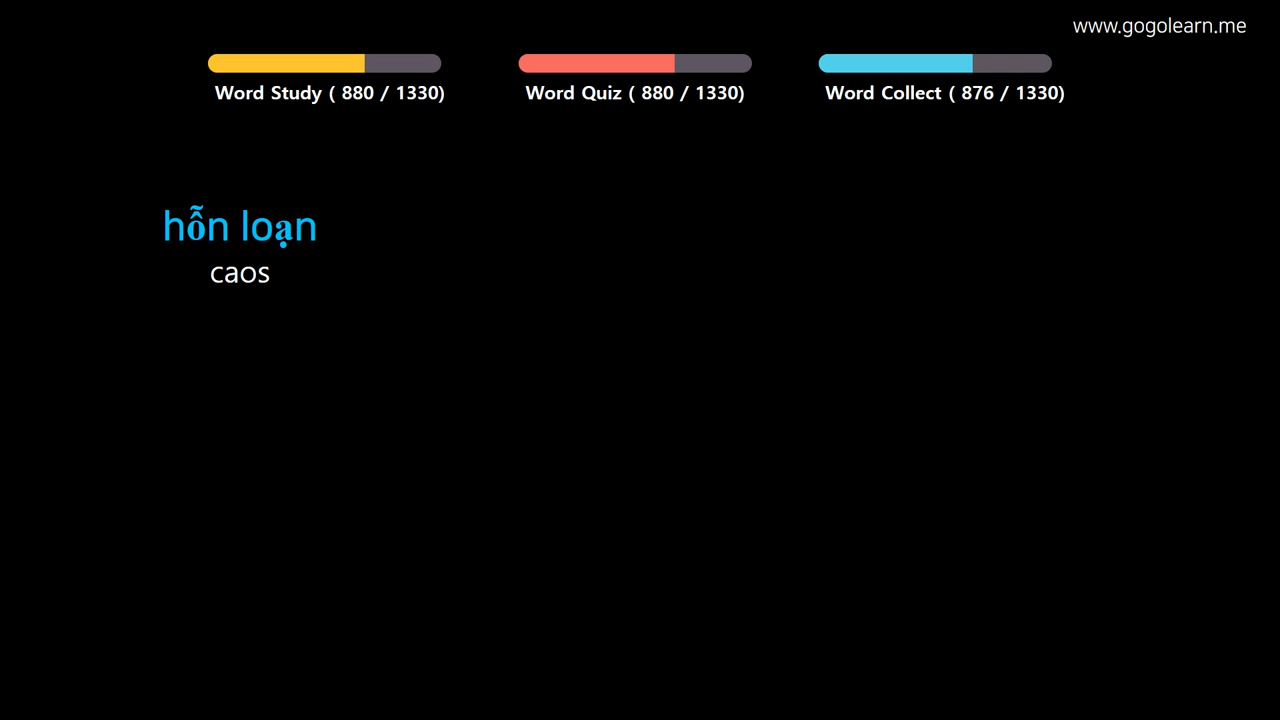 www.gogolearn.me
Word Study ( 880 / 1330)
Word Quiz ( 880 / 1330)
Word Collect ( 876 / 1330)
hỗn loạn
caos